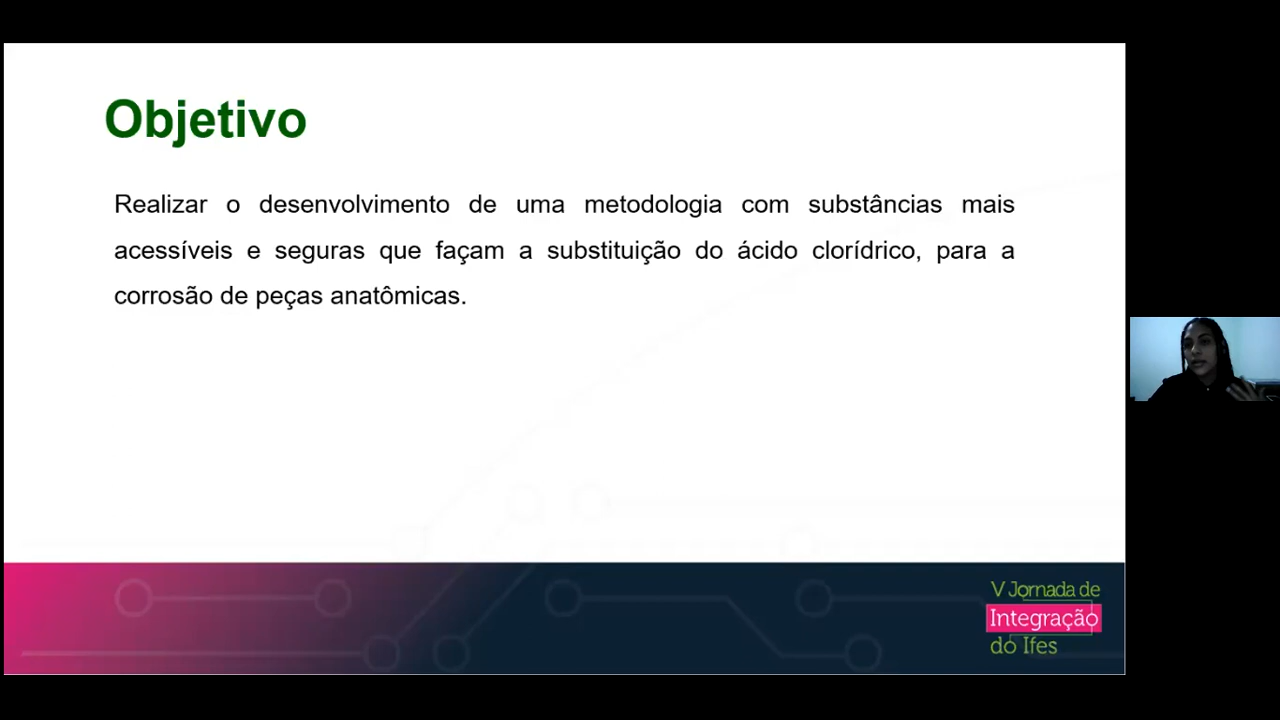 Objetivo
Realizar o desenvolvimento de uma metodologia com substâncias mais
acessíveis e seguras que façam a substituição do ácido clorídrico, para a
corrosão de peças anatômicas.
V Jornada de
Integração
do Ifes